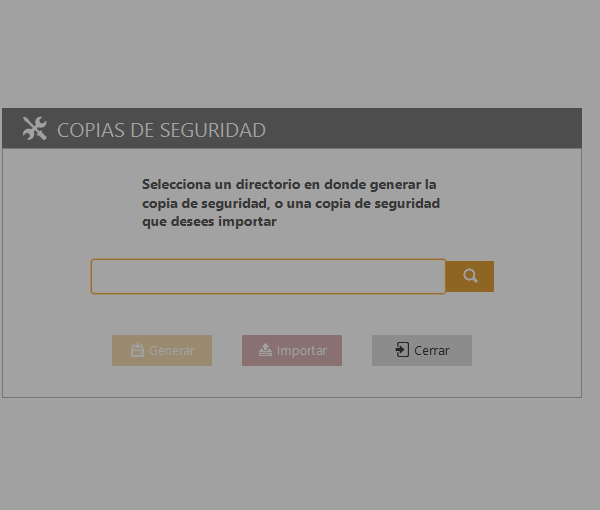 COPIAS DE SEGURIDAD
Selecciona un directorio en donde generar la
copia de seguridad, o una copia de seguridad
que desees importar
Generar
Importar
Cerrar